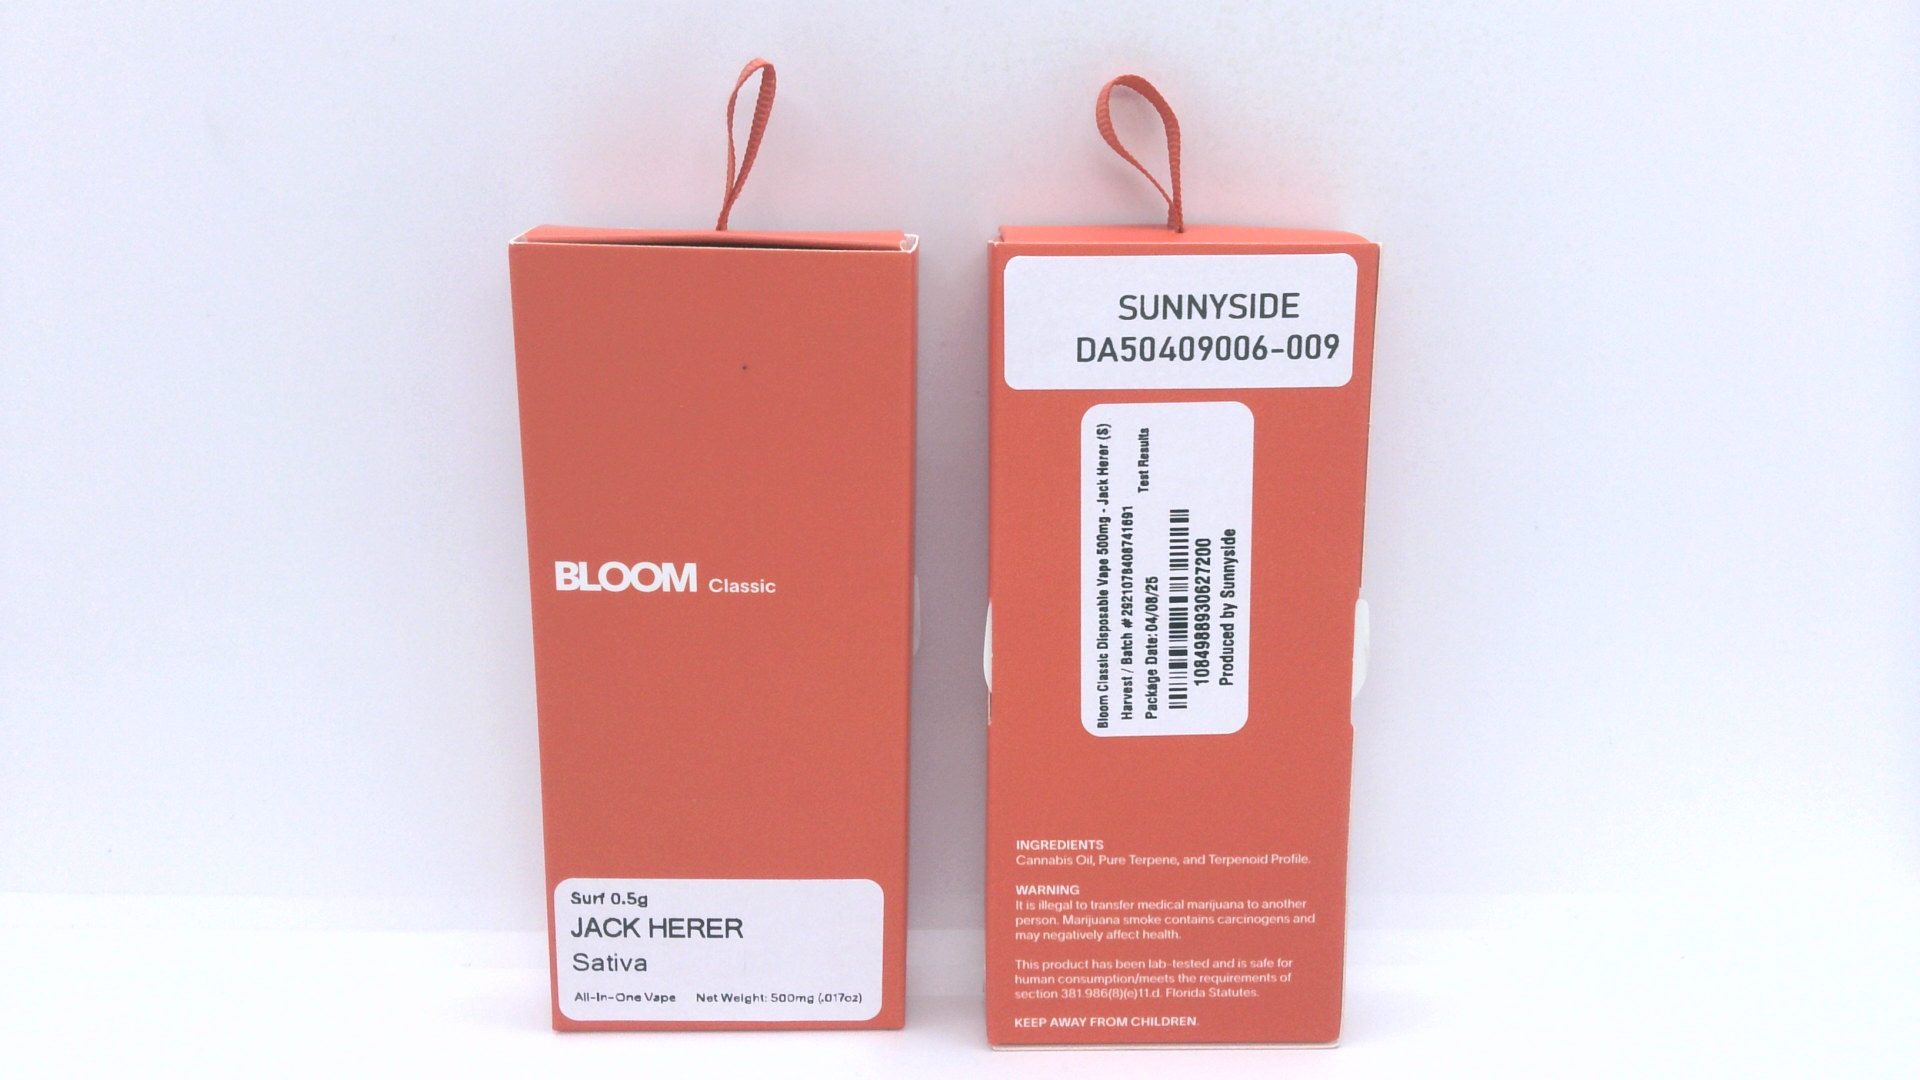 BLOOM Classic
Surf 0.5g
JACK HERER
Sativa
All-In-One Vape Net Weight: 500mg (.017oz)
SUNNYSIDE
DA50409006-009
Bloom Classic Disposable Vape 500mg - Jack Herer (S)
Harvest / Batch # 2921078408741691
Test Results
Package Date: 04/08/25
1084988930627200
Produced by Sunnyside
INGREDIENTS
Cannabis Oil, Pure Terpene, and Terpenoid Profile.
WARNING
It is illegal to transfer medical marijuana to another
person. Marijuana smoke contains carcinogens and
may negatively affect health.
This product has been lab-tested and is safe for
human consumption/meets the requirements of
section 381.986(8)(e)11.d. Florida Statutes.
KEEP AWAY FROM CHILDREN.